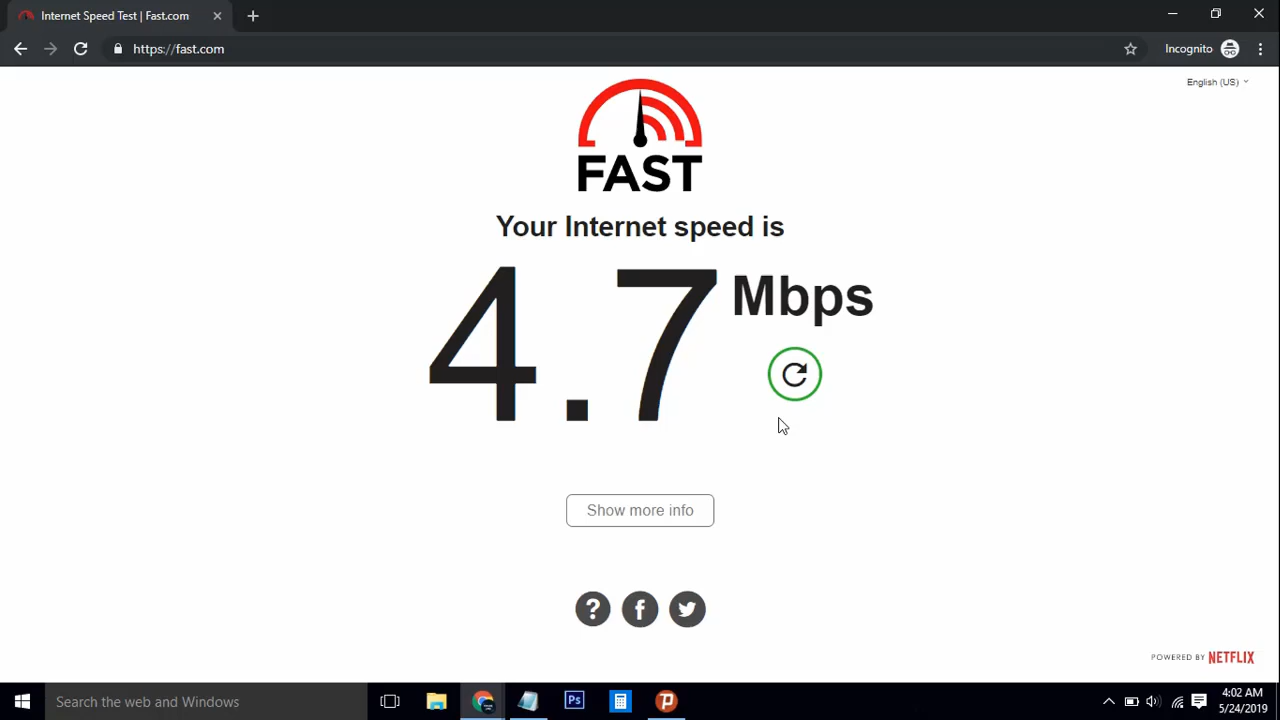 Internet Speed Test | Fast.com
https://fast.com
Incognito
English (US)
FAST
Your Internet speed is
4.7 Mbps
Show more info
?
f
POWERED BY NETFLIX
Search the web and Windows
Ps
P
4:02 AM
5/24/2019